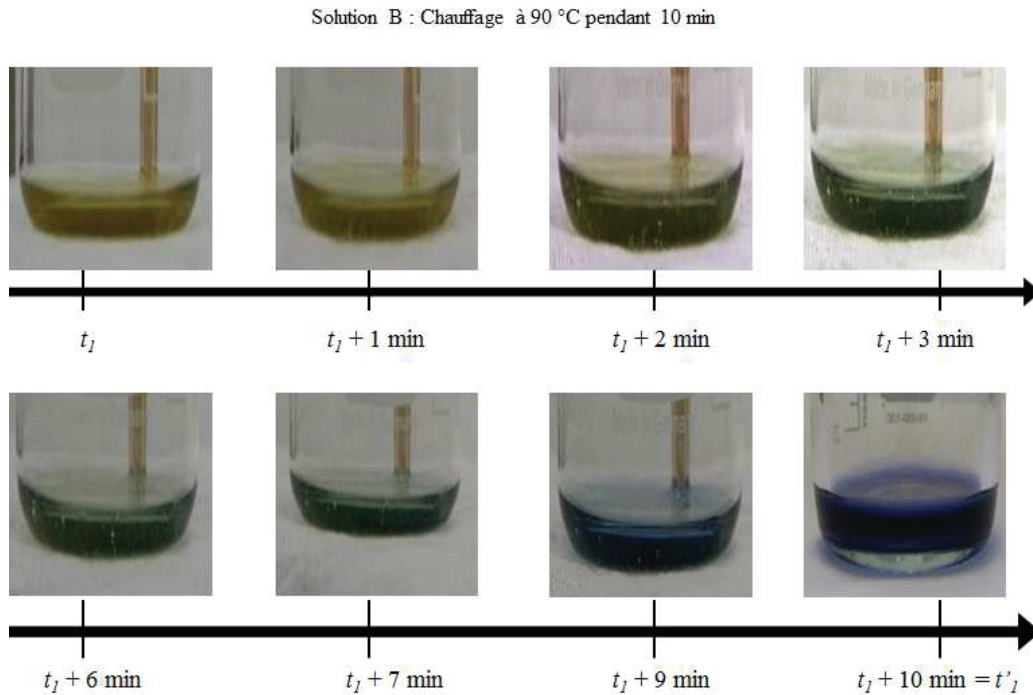 Solution B : Chauffage à 90 °C pendant 10 min
t₁
t₁ + 1 min
t₁ + 2 min
t₁ + 3 min
t₁ + 6 min
t₁ + 7 min
t₁ + 9 min
t₁ + 10 min = t'₁